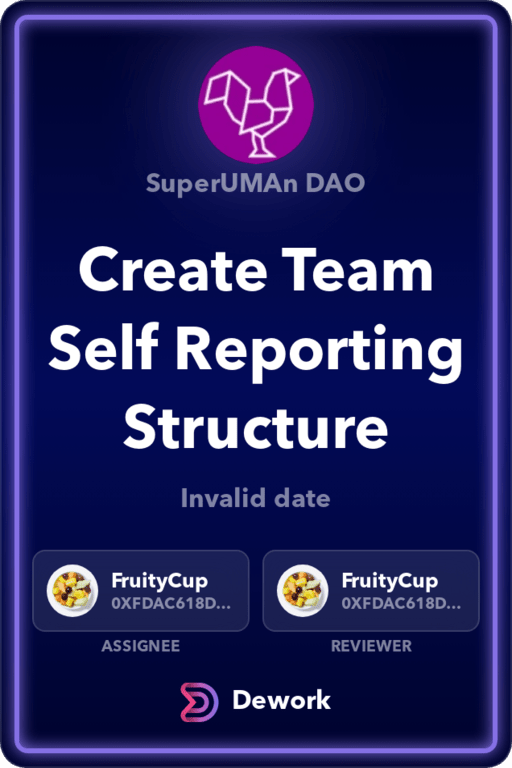 SuperUMAn DAO
Create Team
Self Reporting
Structure
Invalid date
FruityCup
0XFDAC618D...
ASSIGNEE
FruityCup
0XFDAC618D...
REVIEWER
Dework